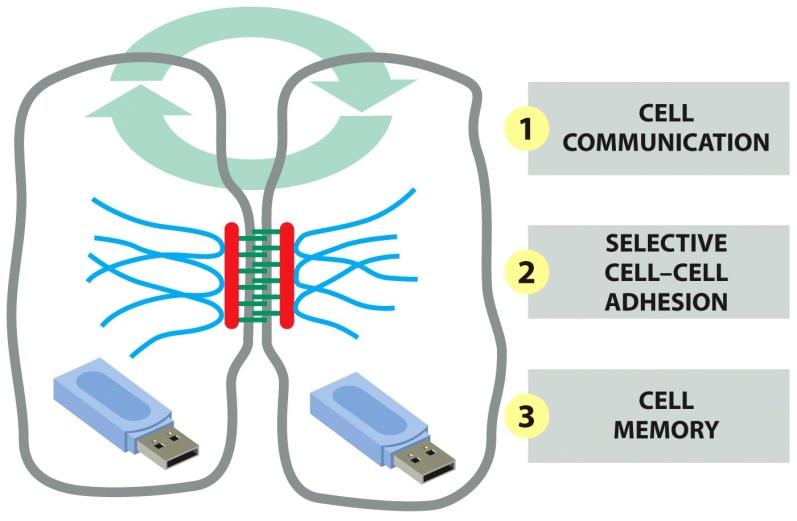 1
CELL
COMMUNICATION
2
SELECTIVE
CELL–CELL
ADHESION
3
CELL
MEMORY